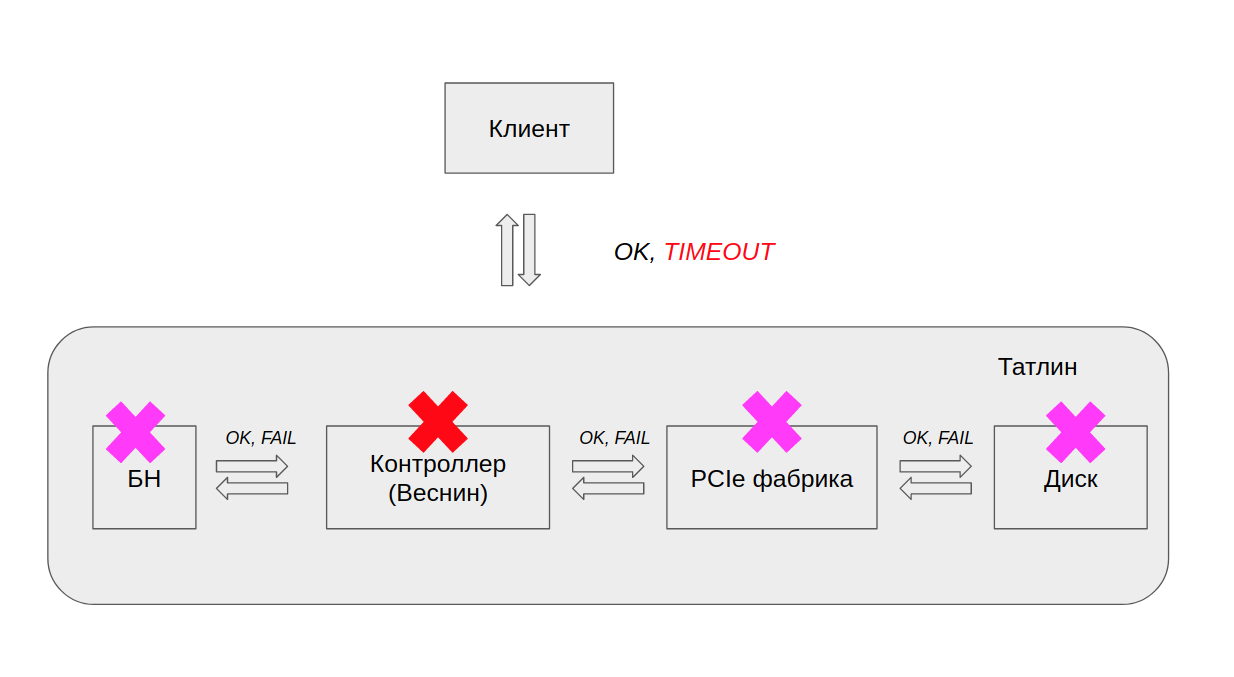 Клиент
OK, TIMEOUT
Татлин
OK, FAIL
OK, FAIL
OK, FAIL
БН
Контроллер
(Веснин)
PCIe фабрика
Диск